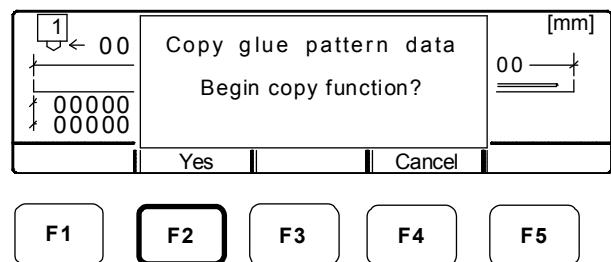 1
[mm]
← 00
Copy glue pattern data
00
Begin copy function?
00000
00000
Yes
Cancel
F1 F2 F3 F4 F5